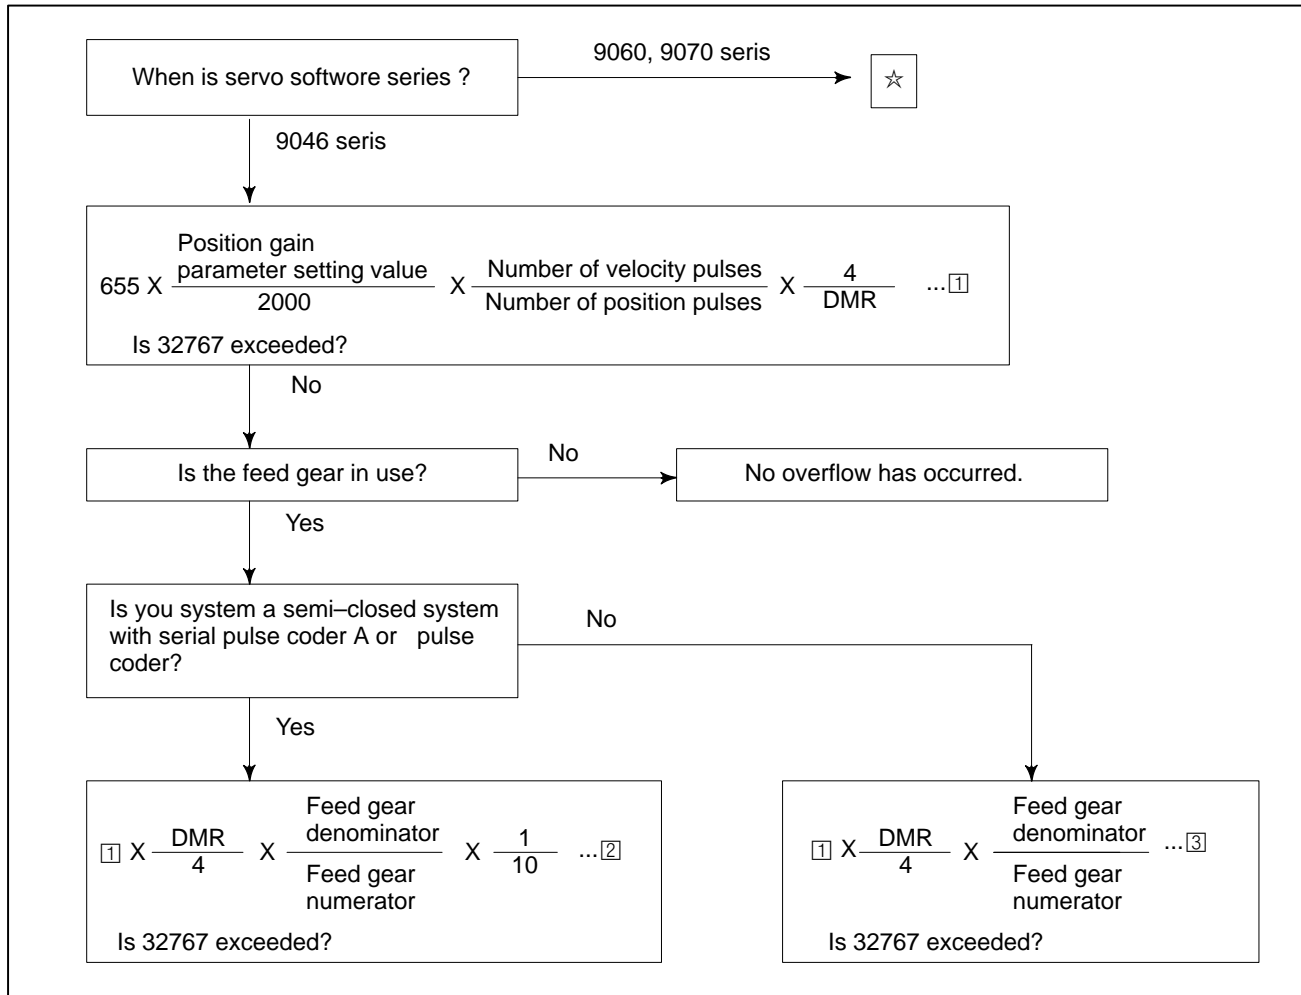 When is servo softwore series ?
9060, 9070 seris
☆
9046 seris
655 X
Position gain
parameter setting value
2000
X
Number of velocity pulses
Number of position pulses
X
4
DMR
...1
Is 32767 exceeded?
No
Is the feed gear in use?
No
No overflow has occurred.
Yes
Is you system a semi–closed system
with serial pulse coder A or pulse
coder?
No
Yes
1 X
DMR
4
X
Feed gear
denominator
Feed gear
numerator
X
1
10
...2
Is 32767 exceeded?
1 X
DMR
4
X
Feed gear
denominator
Feed gear
numerator
...3
Is 32767 exceeded?